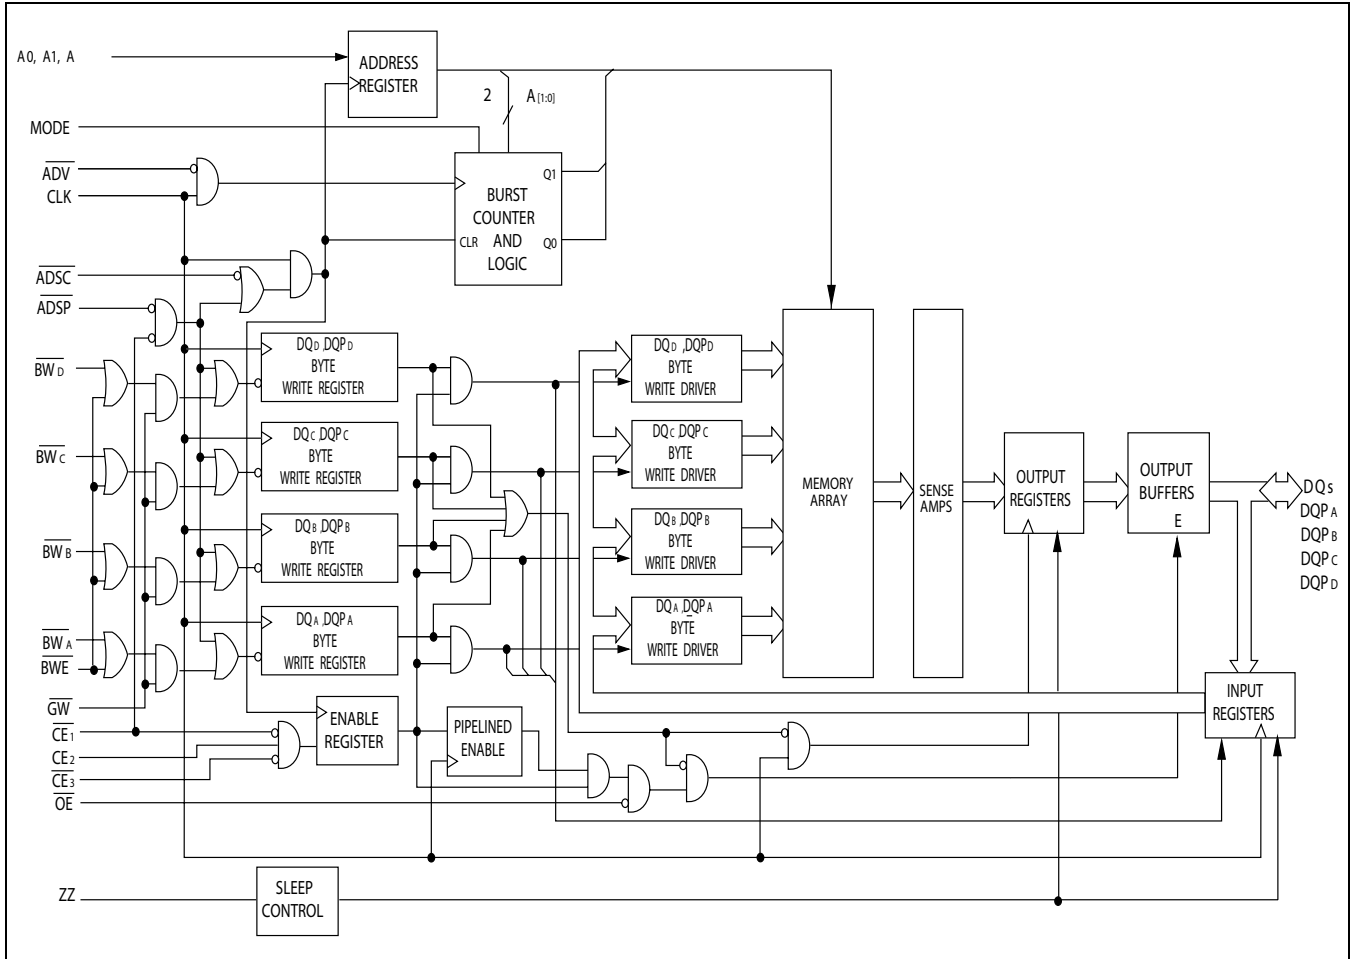 A0, A1, A
ADDRESS
REGISTER
2
A[1:0]
MODE
ADV
CLK
BURST
COUNTER
AND
LOGIC
CLR
Q1
Q0
ADSC
ADSP
BWD
BWC
BWB
BWA
BWE
GW
CE1
CE2
CE3
OE
ZZ
DQD ,DQPD
BYTE
WRITE REGISTER
DQC ,DQPC
BYTE
WRITE REGISTER
DQB ,DQPB
BYTE
WRITE REGISTER
DQA ,DQPA
BYTE
WRITE REGISTER
ENABLE
REGISTER
PIPELINED
ENABLE
SLEEP
CONTROL
DQD ,DQPD
BYTE
WRITE DRIVER
DQC ,DQPC
BYTE
WRITE DRIVER
DQB ,DQPB
BYTE
WRITE DRIVER
DQA ,DQPA
BYTE
WRITE DRIVER
MEMORY
ARRAY
SENSE
AMPS
OUTPUT
REGISTERS
OUTPUT
BUFFERS
E
DQs
DQPA
DQPB
DQPC
DQPD
INPUT
REGISTERS